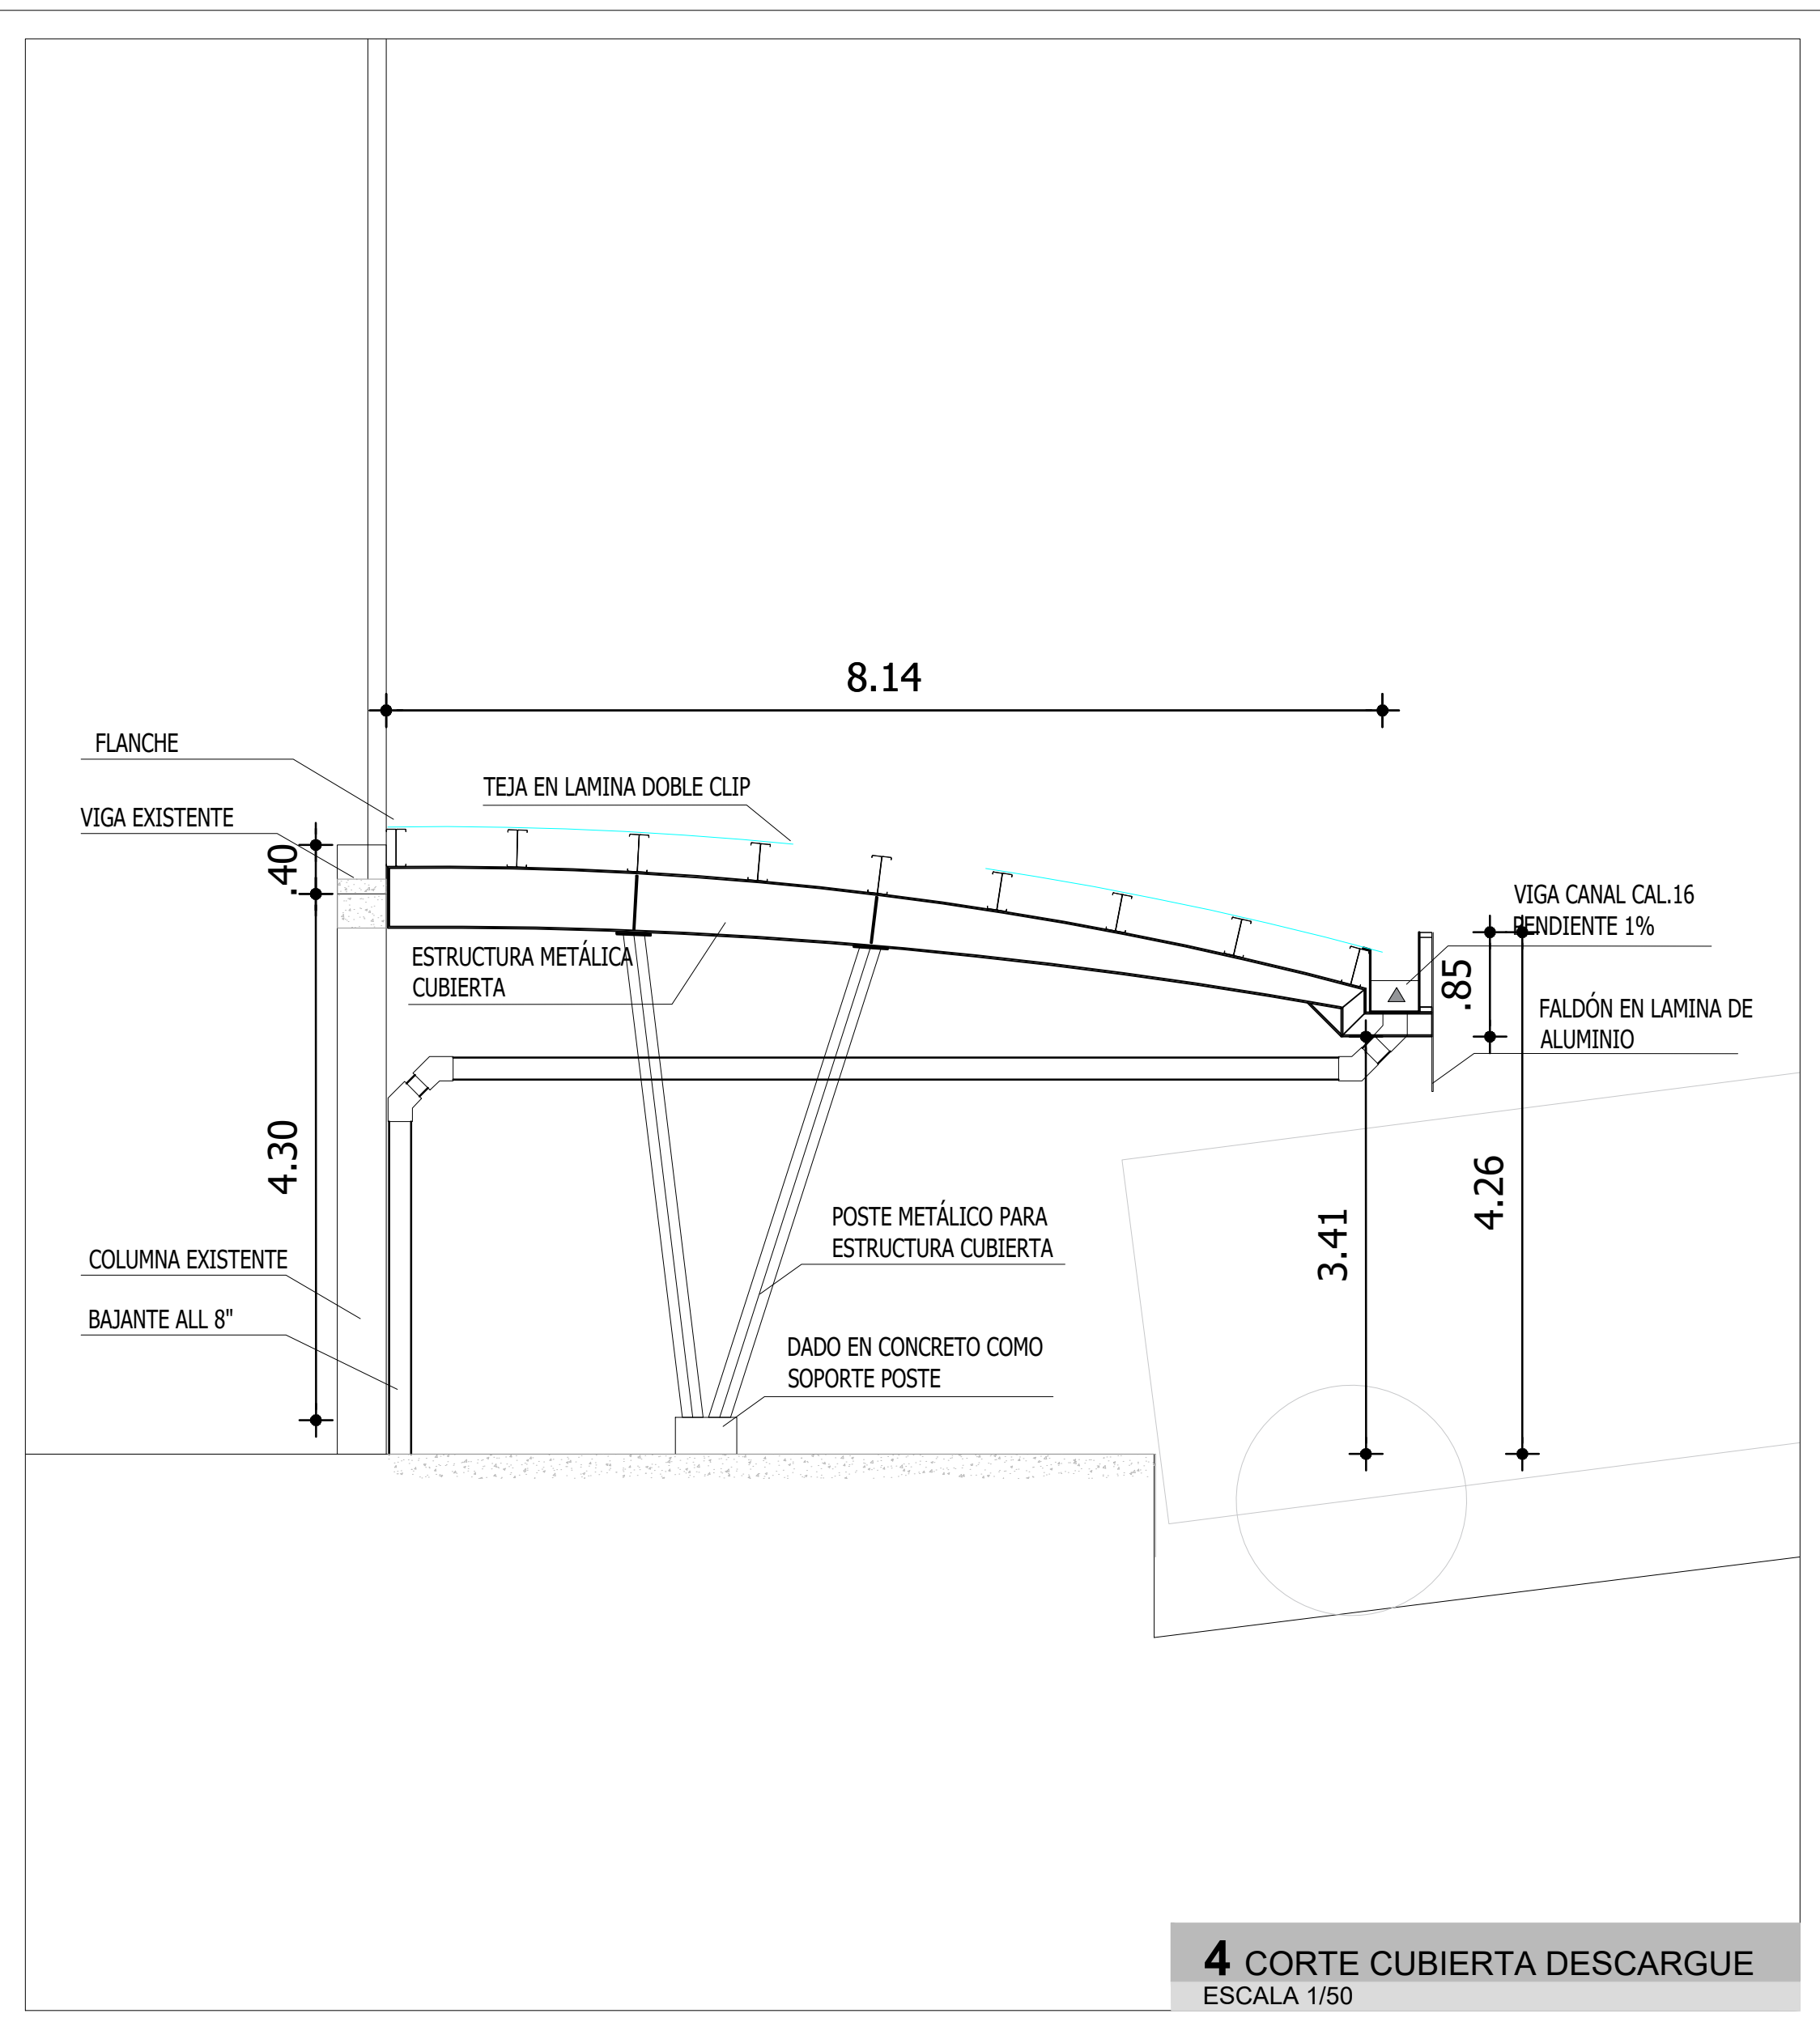 8.14
FLANCHE
TEJA EN LAMINA DOBLE CLIP
VIGA EXISTENTE
.40
VIGA CANAL CAL.16
PENDIENTE 1%
ESTRUCTURA METÁLICA
CUBIERTA
.85
FALDÓN EN LAMINA DE
ALUMINIO
4.30
4.26
3.41
POSTE METÁLICO PARA
ESTRUCTURA CUBIERTA
COLUMNA EXISTENTE
BAJANTE ALL 8"
DADO EN CONCRETO COMO
SOPORTE POSTE
4 CORTE CUBIERTA DESCARGUE
ESCALA 1/50